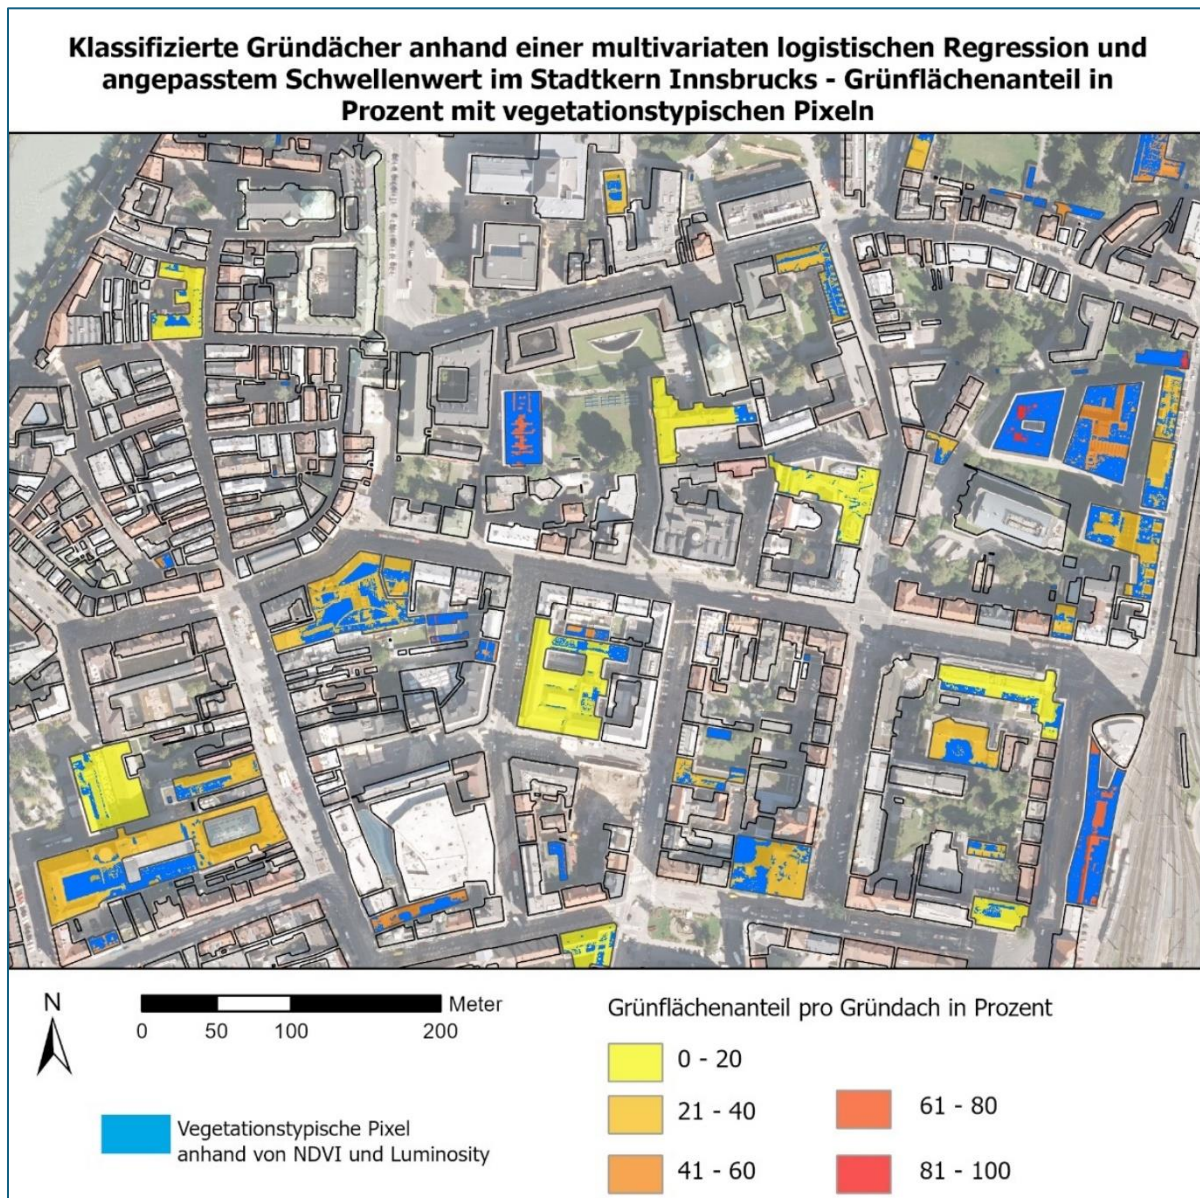 Klassifizierte Gründächer anhand einer multivariaten logistischen Regression und
angepasstem Schwellenwert im Stadtkern Innsbrucks - Grünflächenanteil in
Prozent mit vegetationstypischen Pixeln
N
Meter
0 50 100 200
Vegetationstypische Pixel
anhand von NDVI und Luminosity
Grünflächenanteil pro Gründach in Prozent
0 - 20
21 - 40
41 - 60
61 - 80
81 - 100